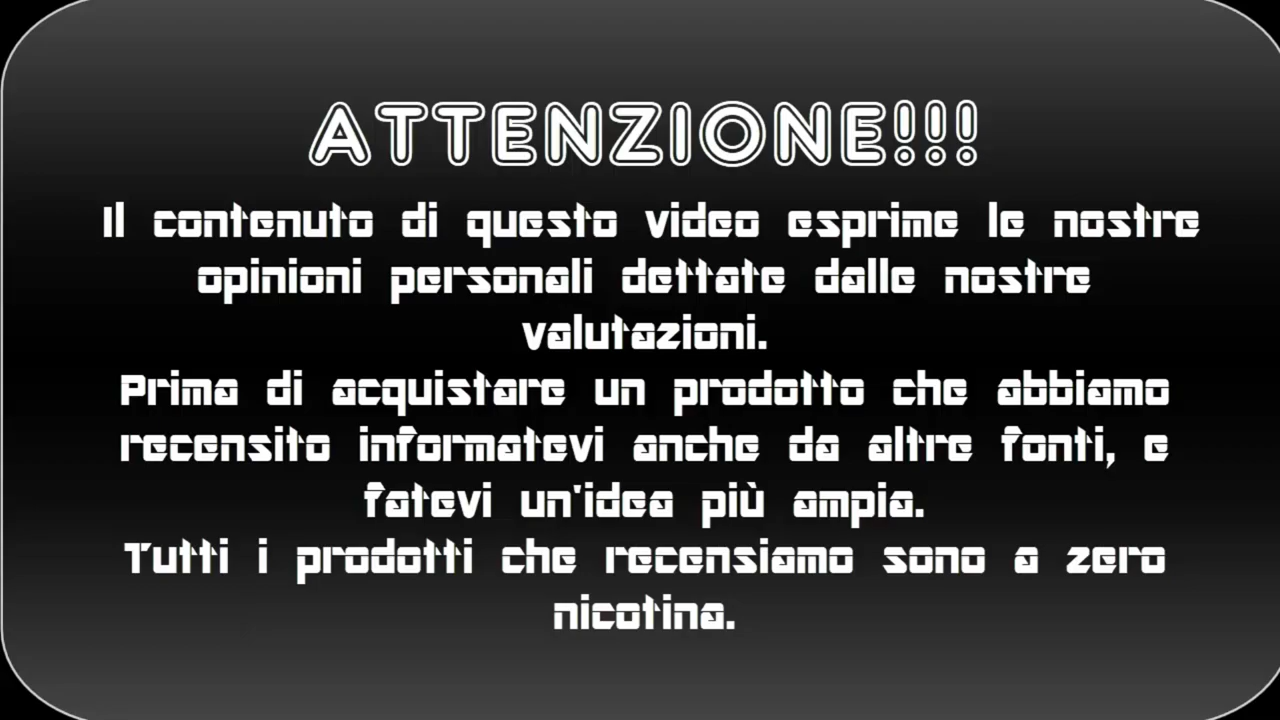 ATTENZIONE!!!
Il contenuto di questo video esprime le nostre
opinioni personali dettate dalle nostre
valutazioni.
Prima di acquistare un prodotto che abbiamo
recensito informatevi anche da altre fonti, e
fatevi un'idea più ampia.
Tutti i prodotti che recensiamo sono a zero
nicotina.